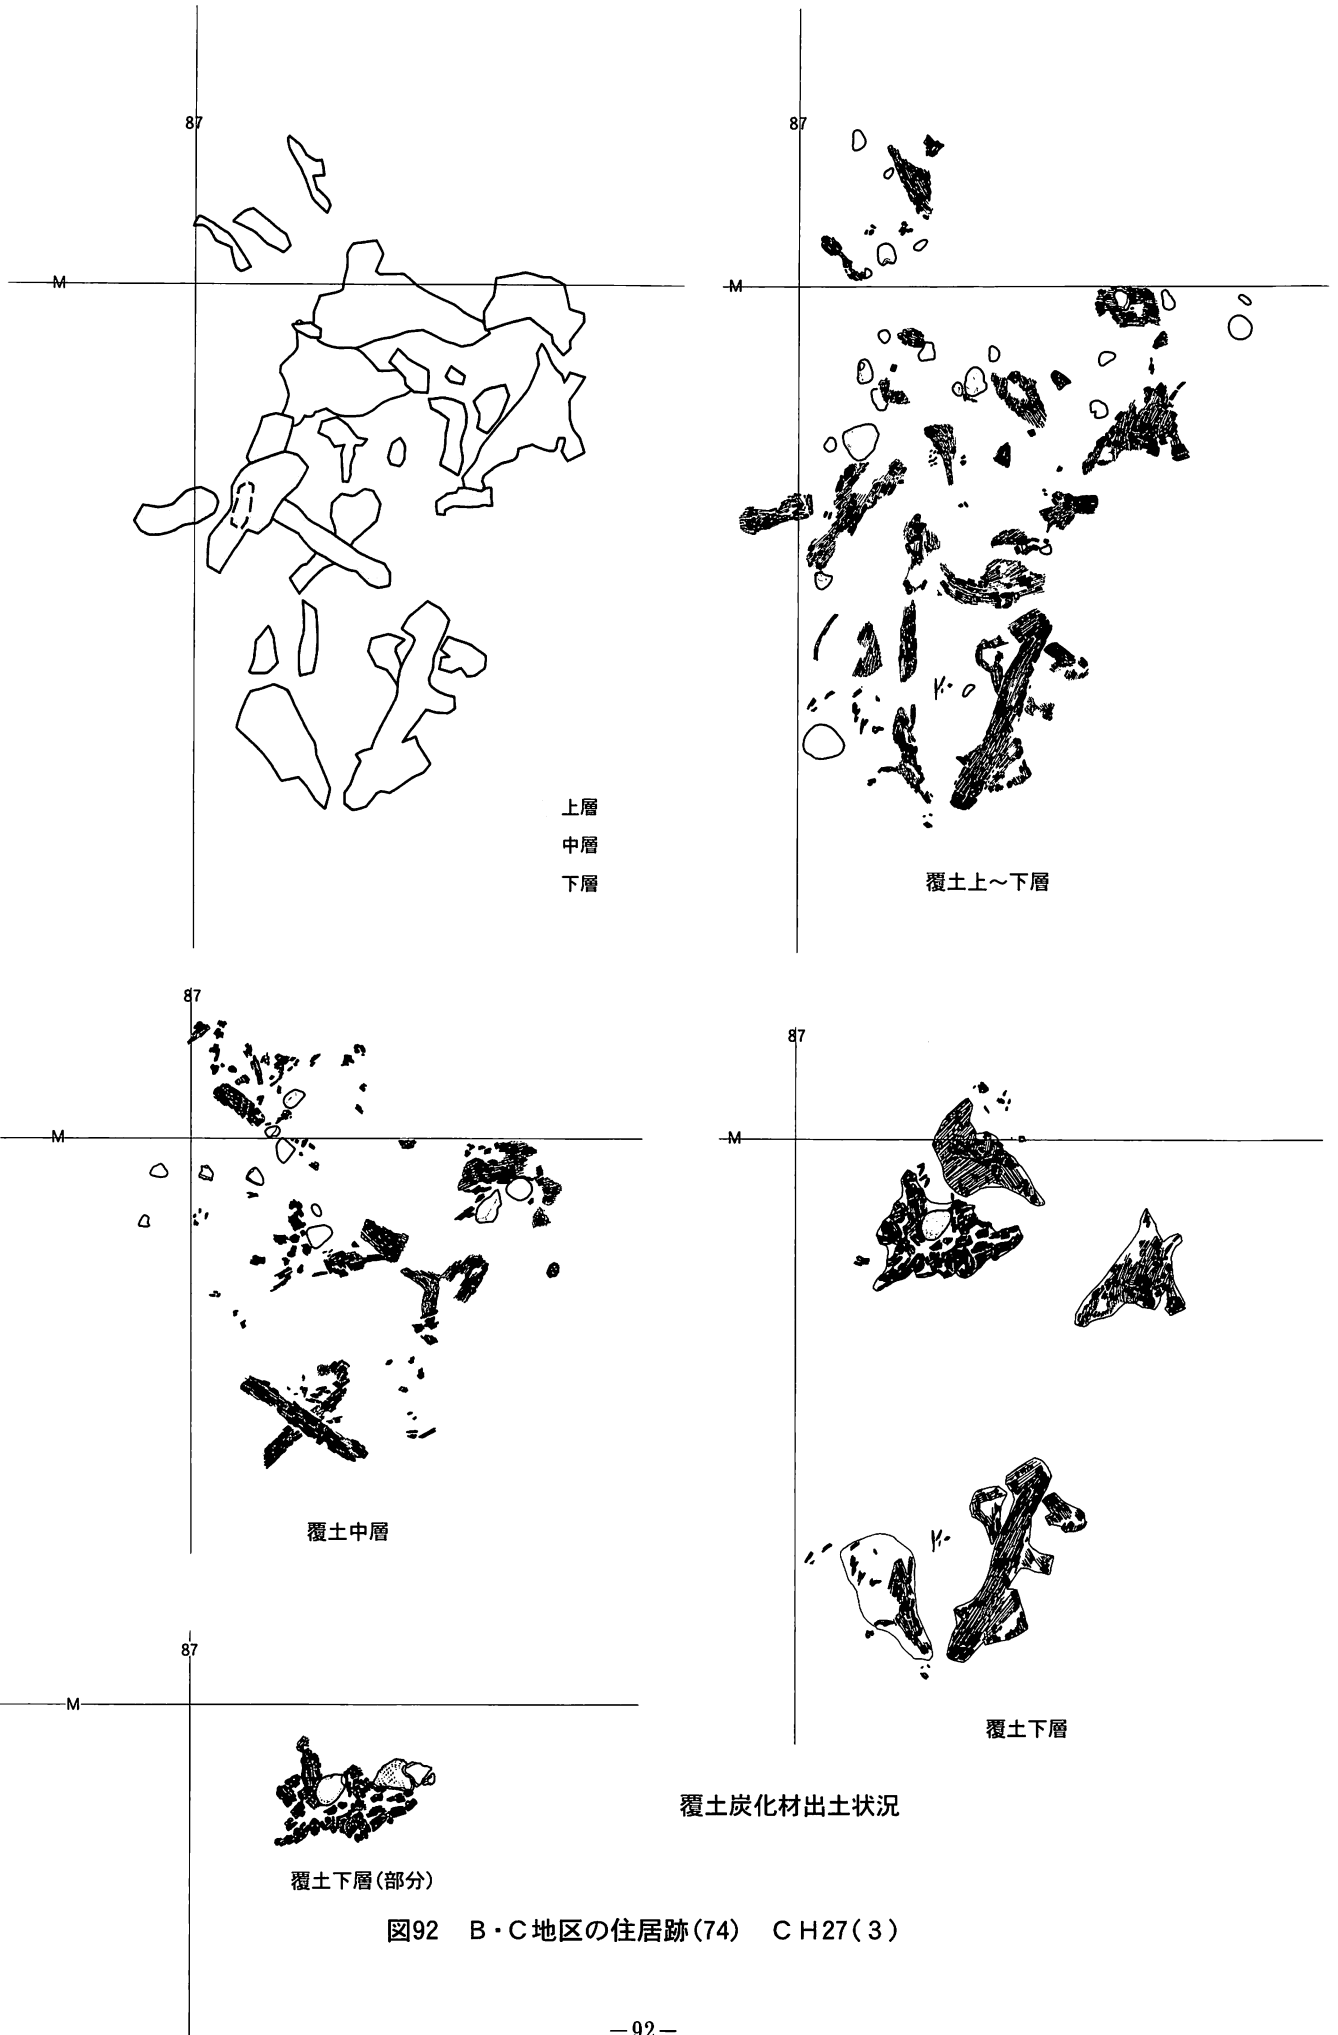 87
M
上層
中層
下層
87
M
覆土上～下層
87
M
覆土中層
87
M
覆土下層
87
M
覆土下層(部分)
覆土炭化材出土状況
図92　B・C地区の住居跡(74)　CH27(3)
—92—